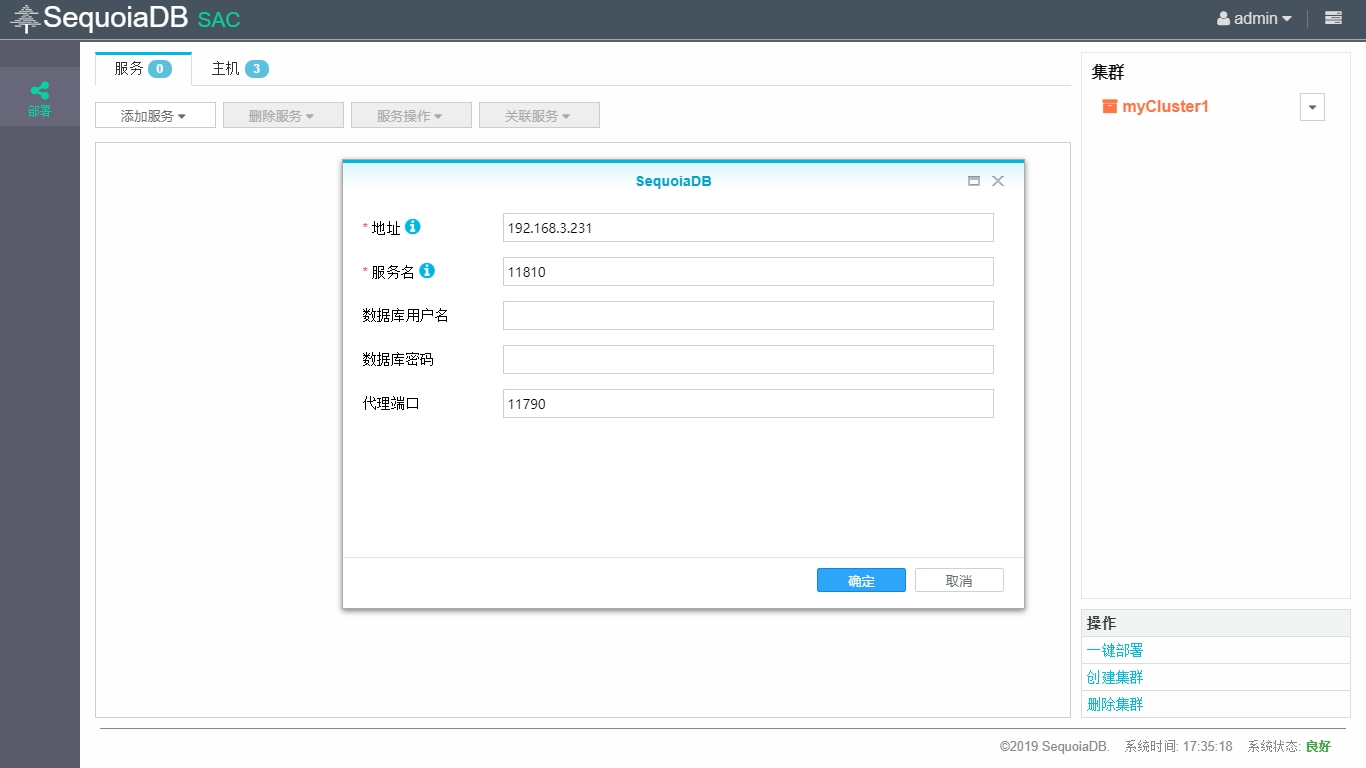 SequoiaDB SAC
admin
部署
服务 0 主机 3
添加服务 删除服务 服务操作 关联服务
SequoiaDB
* 地址 192.168.3.231
* 服务名 11810
数据库用户名
数据库密码
代理端口 11790
确定 取消
集群
myCluster1
操作
一键部署
创建集群
删除集群
©2019 SequoiaDB. 系统时间: 17:35:18 系统状态: 良好